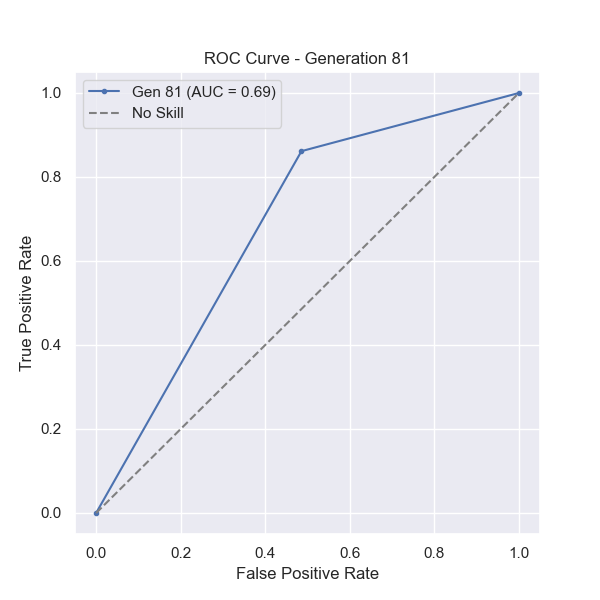 ROC Curve - Generation 81
Gen 81 (AUC = 0.69)
No Skill
True Positive Rate
1.0
0.8
0.6
0.4
0.2
0.0
0.0 0.2 0.4 0.6 0.8 1.0
False Positive Rate